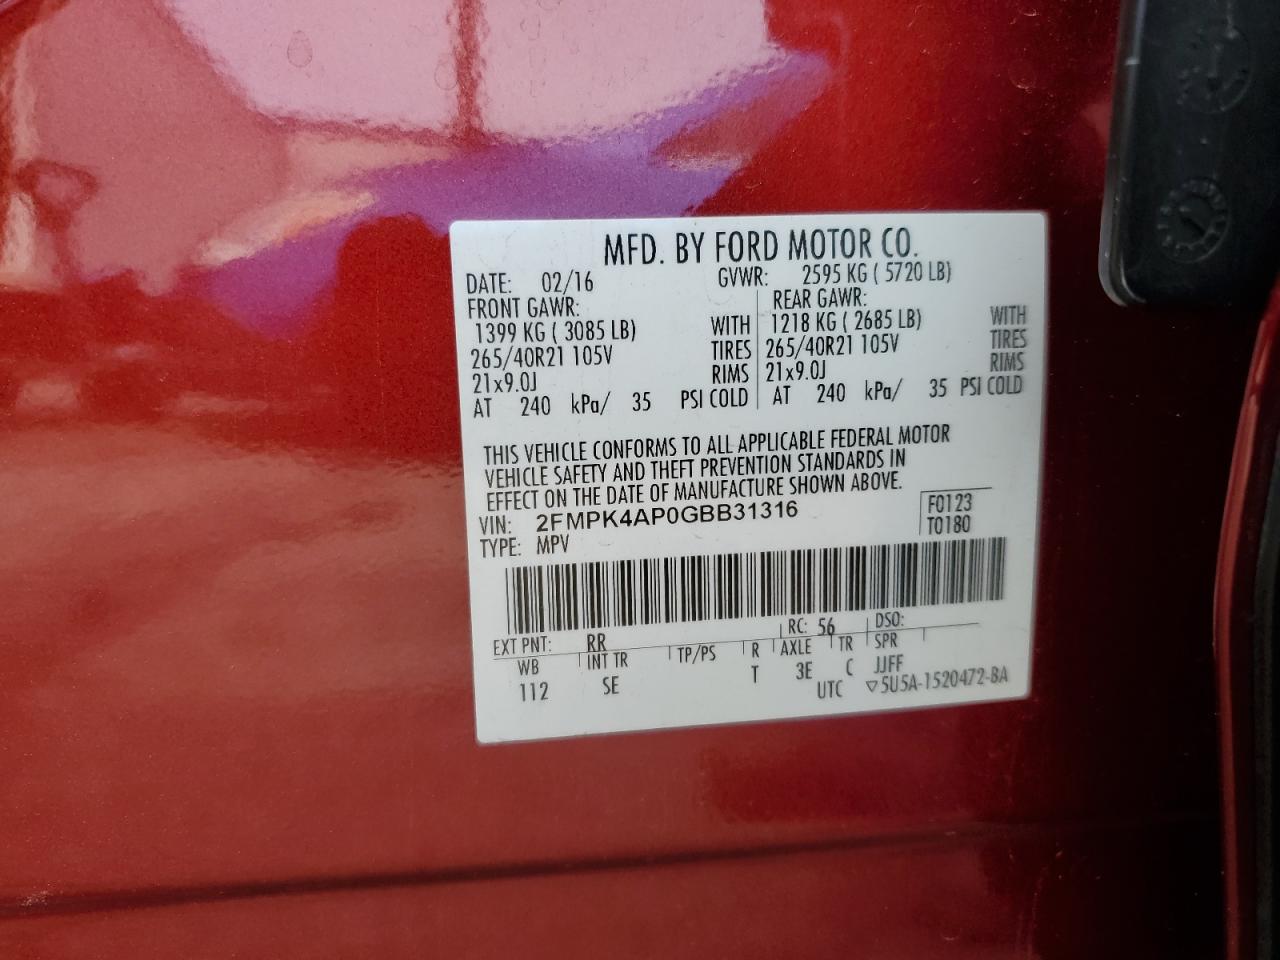 MFD. BY FORD MOTOR CO.
DATE: 02/16 GVWR: 2595 KG ( 5720 LB)
FRONT GAWR: REAR GAWR:
1399 KG ( 3085 LB) WITH 1218 KG ( 2685 LB) WITH
265/40R21 105V TIRES 265/40R21 105V TIRES
21x9.0J RIMS 21x9.0J RIMS
AT 240 kPa/ 35 PSI COLD AT 240 kPa/ 35 PSI COLD
THIS VEHICLE CONFORMS TO ALL APPLICABLE FEDERAL MOTOR
VEHICLE SAFETY AND THEFT PREVENTION STANDARDS IN
EFFECT ON THE DATE OF MANUFACTURE SHOWN ABOVE.
VIN: 2FMPK4AP0GBB31316 F0123
TYPE: MPV T0180
EXT PNT: RR RC: 56 DSO:
WB INT TR TP/PS R AXLE TR SPR
112 SE T 3E C JJFF
UTC ▽5U5A-1520472-BA